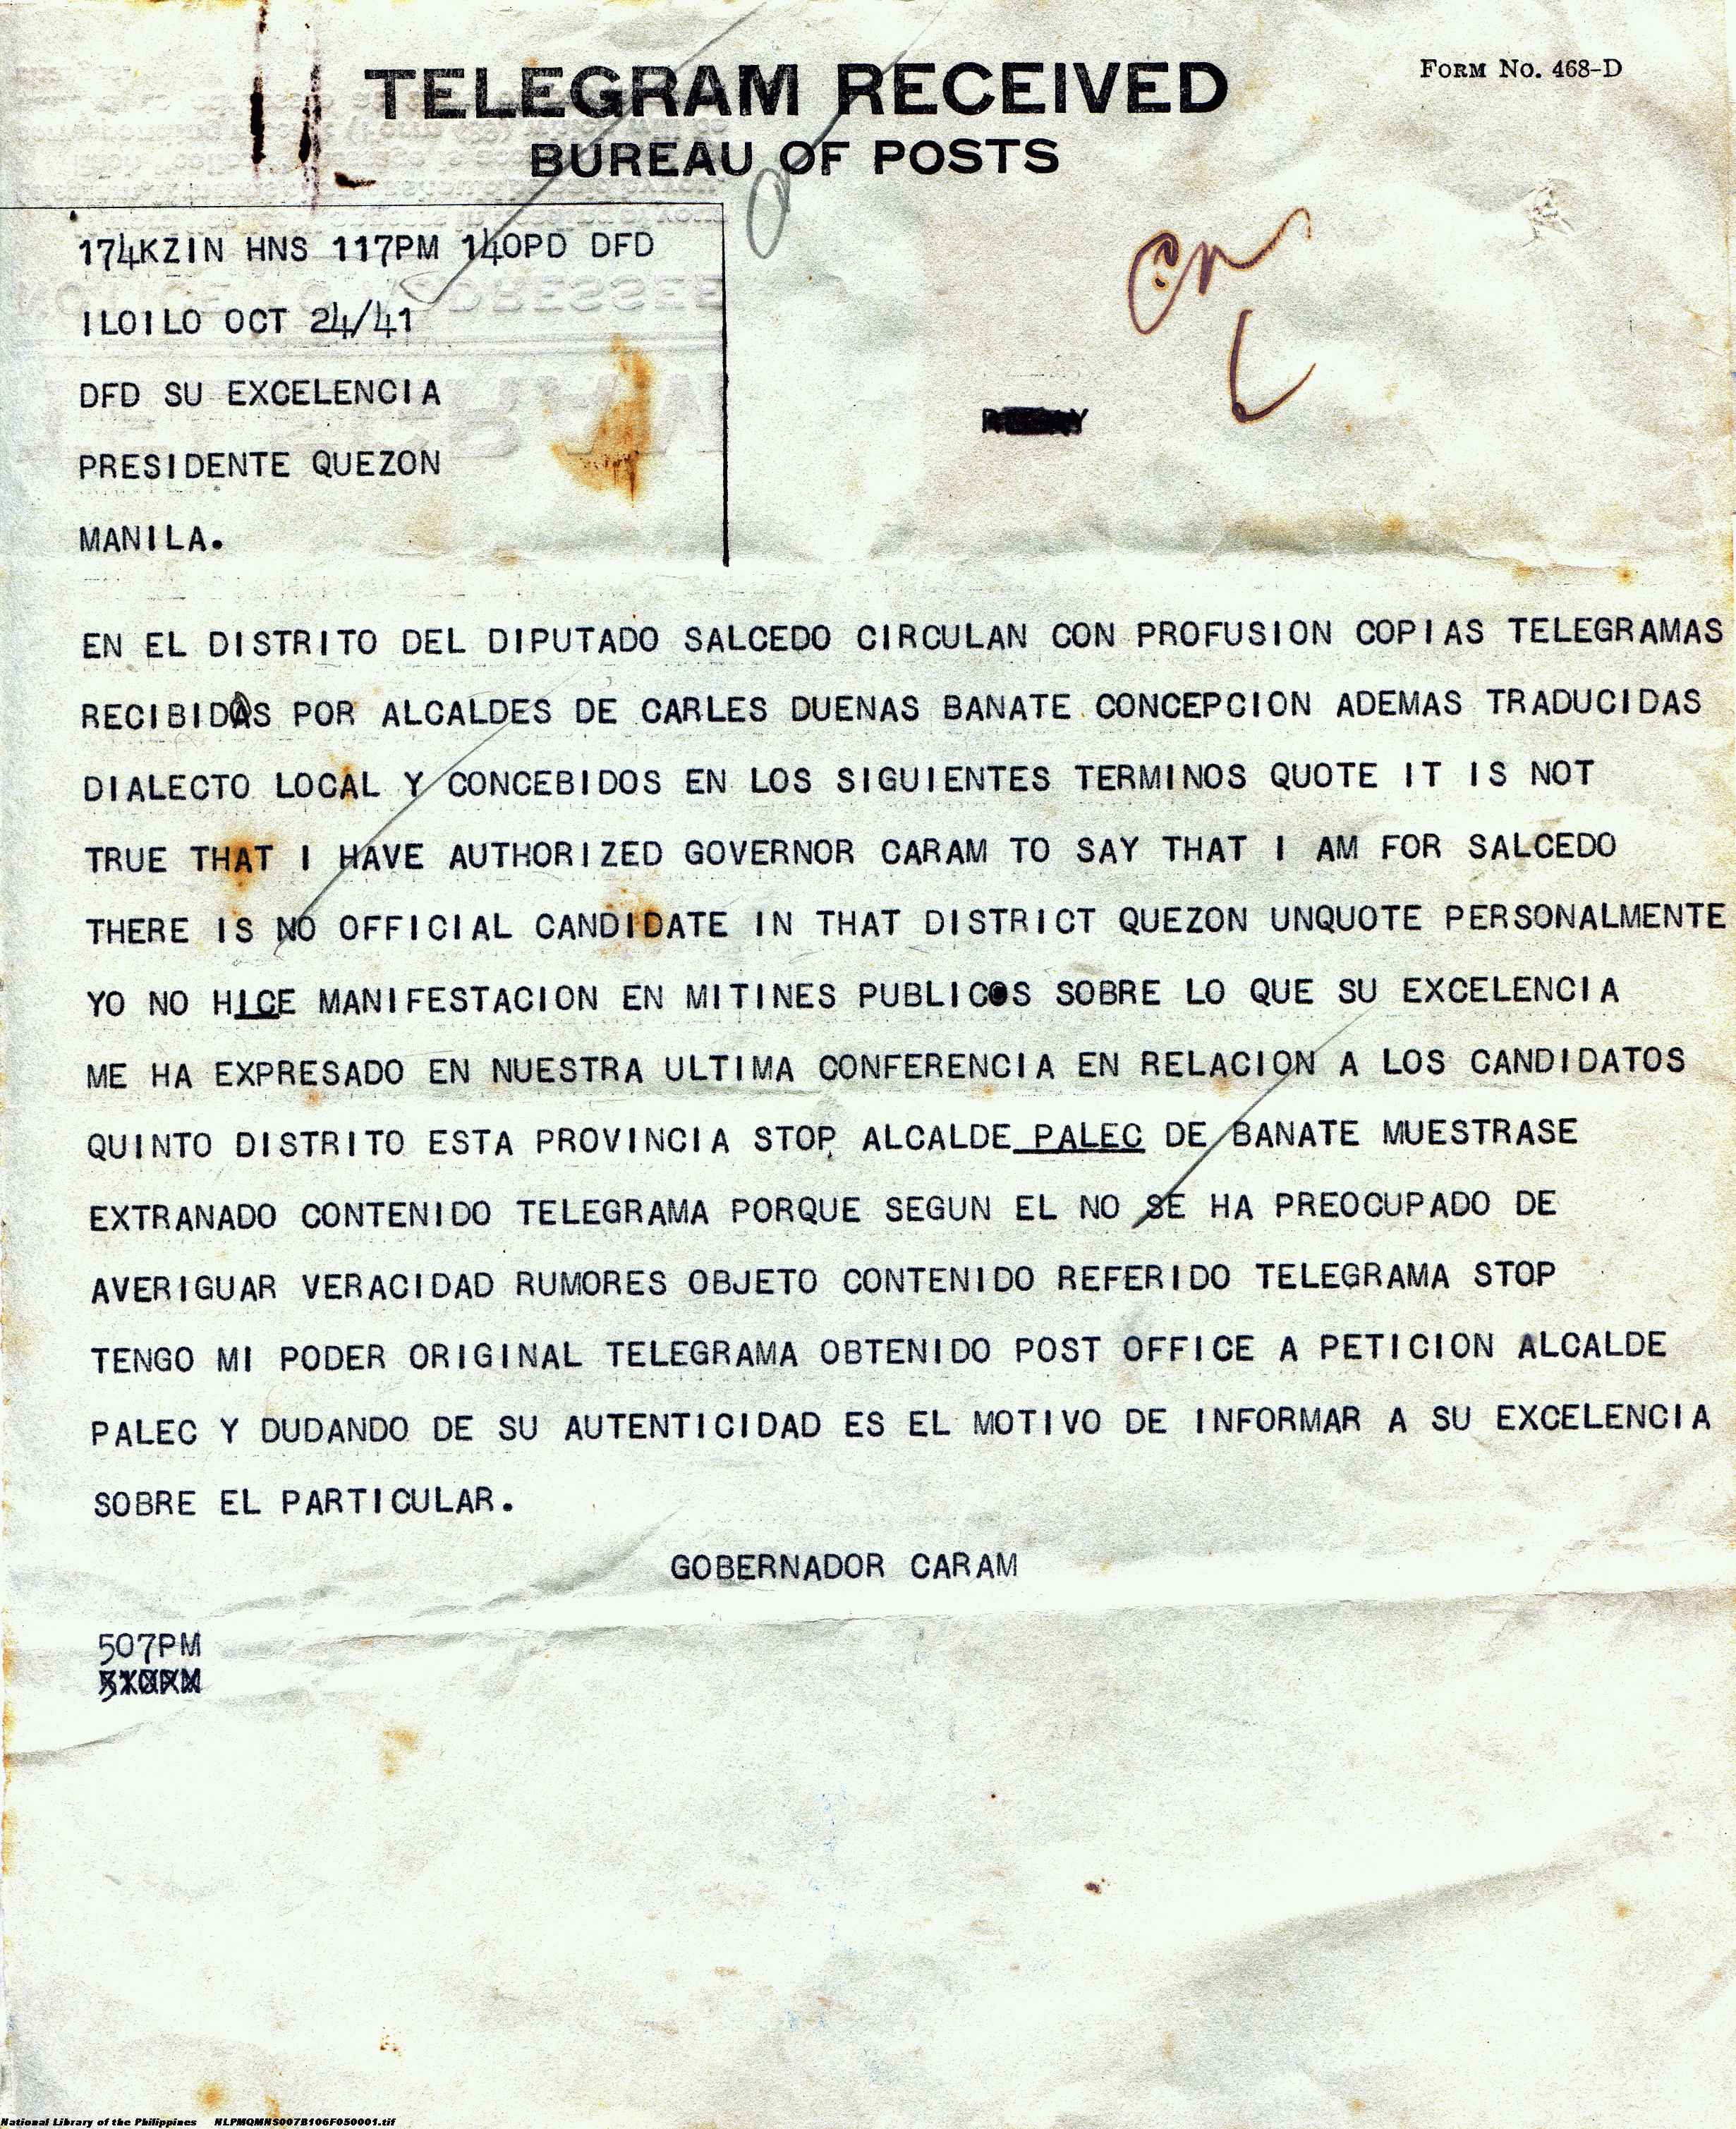 FORM NO. 468-D
TELEGRAM RECEIVED
BUREAU OF POSTS
174KZIN HNS 117PM 140PD DFD
ILOILO OCT 24/41
DFD SU EXCELENCIA
PRESIDENTE QUEZON
MANILA.
EN EL DISTRITO DEL DIPUTADO SALCEDO CIRCULAN CON PROFUSION COPIAS TELEGRAMAS
RECIBIDAS POR ALCALDES DE CARLES DUENAS BANATE CONCEPCION ADEMAS TRADUCIDAS
DIALECTO LOCAL Y CONCEBIDOS EN LOS SIGUIENTES TERMINOS QUOTE IT IS NOT
TRUE THAT I HAVE AUTHORIZED GOVERNOR CARAM TO SAY THAT I AM FOR SALCEDO
THERE IS NO OFFICIAL CANDIDATE IN THAT DISTRICT QUEZON UNQUOTE PERSONALMENTE
YO NO HICE MANIFESTACION EN MITINES PUBLICOS SOBRE LO QUE SU EXCELENCIA
ME HA EXPRESADO EN NUESTRA ULTIMA CONFERENCIA EN RELACION A LOS CANDIDATOS
QUINTO DISTRITO ESTA PROVINCIA STOP ALCALDE PALEC DE BANATE MUESTRASE
EXTRANADO CONTENIDO TELEGRAMA PORQUE SEGUN EL NO SE HA PREOCUPADO DE
AVERIGUAR VERACIDAD RUMORES OBJETO CONTENIDO REFERIDO TELEGRAMA STOP
TENGO MI PODER ORIGINAL TELEGRAMA OBTENIDO POST OFFICE A PETICION ALCALDE
PALEC Y DUDANDO DE SU AUTENTICIDAD ES EL MOTIVO DE INFORMAR A SU EXCELENCIA
SOBRE EL PARTICULAR.
GOBERNADOR CARAM
507PM
National Library of the Philippines NLPMQMNS007B106F050001.tif